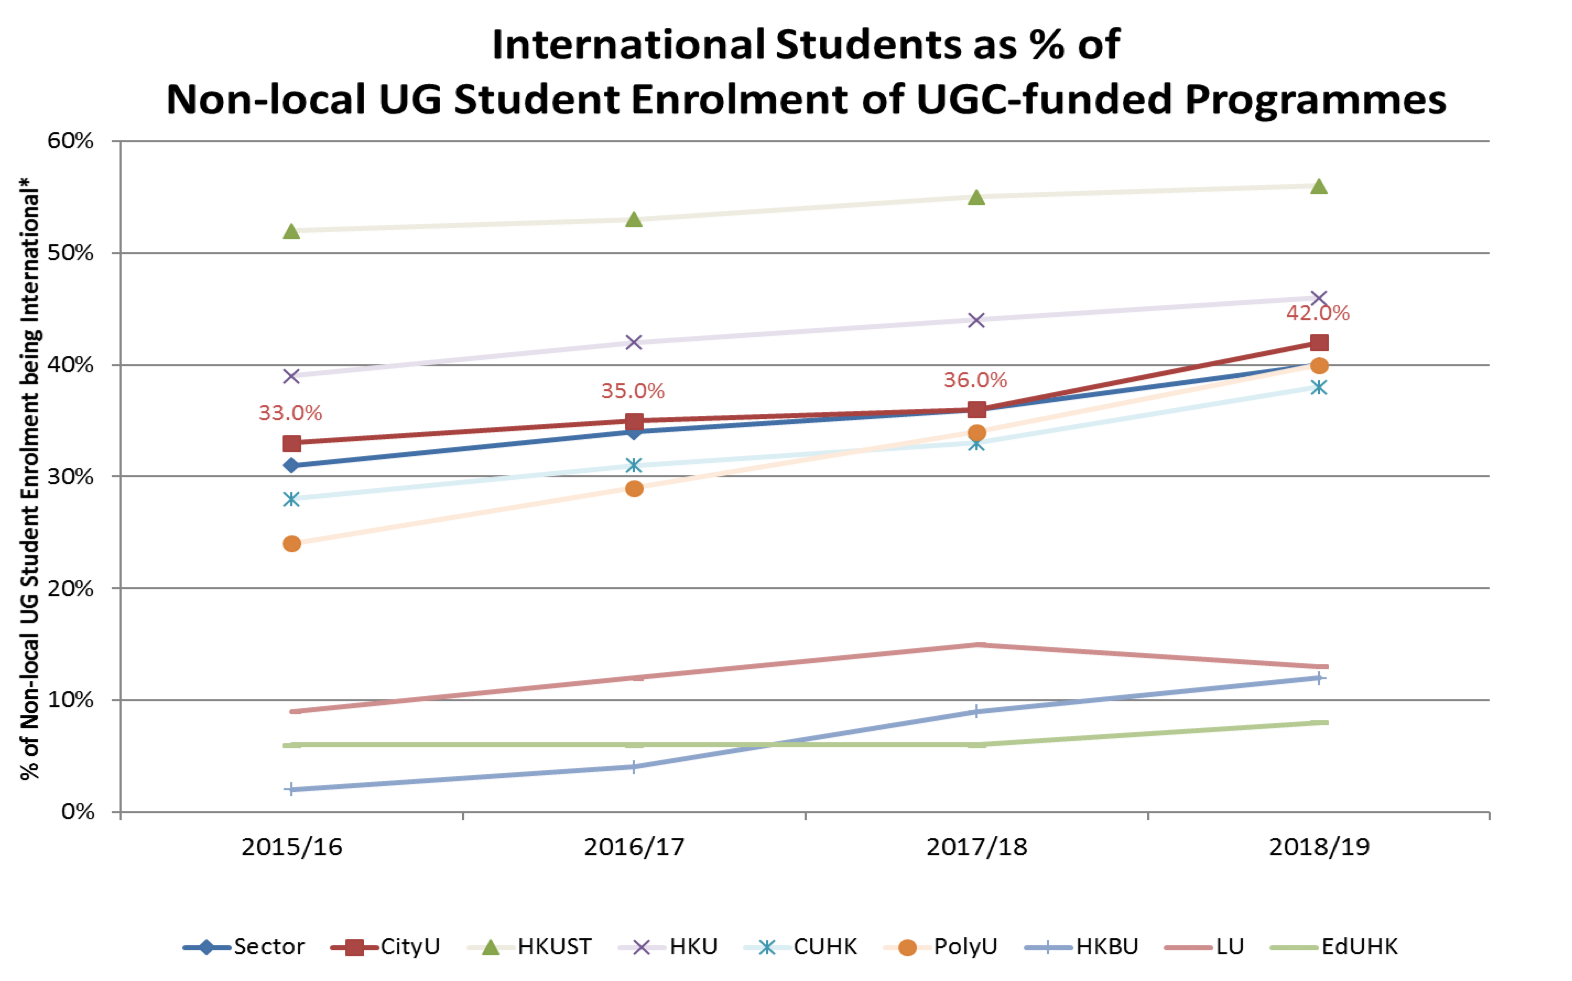 International Students as % of
Non-local UG Student Enrolment of UGC-funded Programmes
% of Non-local UG Student Enrolment being International*
60%
50%
40%
30%
20%
10%
0%
33.0%
35.0%
36.0%
42.0%
2015/16
2016/17
2017/18
2018/19
Sector
CityU
HKUST
HKU
CUHK
PolyU
HKBU
LU
EdUHK